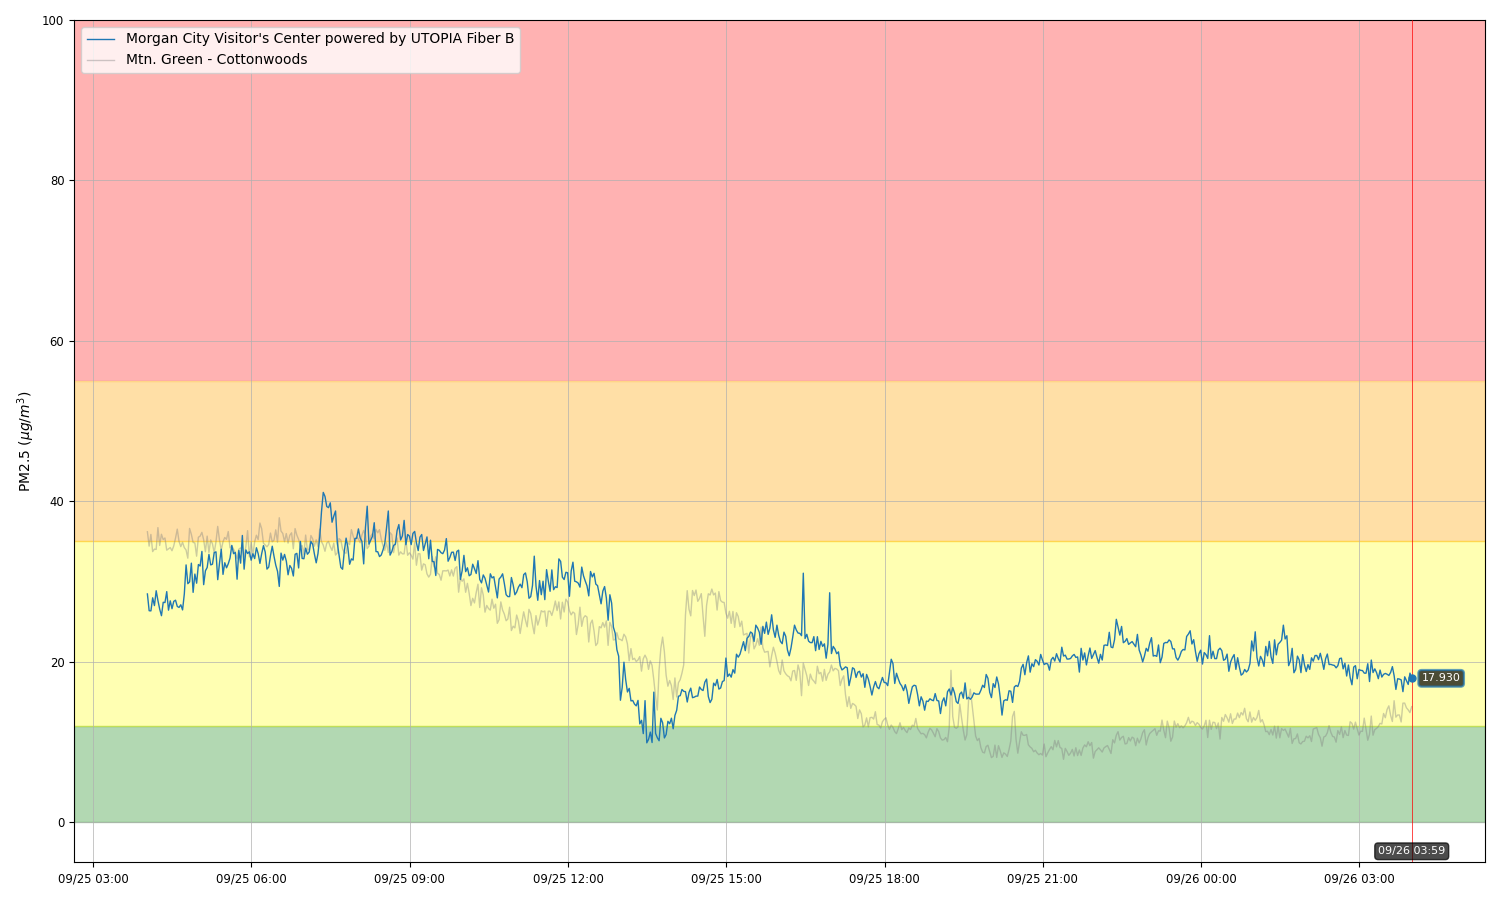 100
Morgan City Visitor's Center powered by UTOPIA Fiber B
Mtn. Green - Cottonwoods
80
60
PM2.5 (μg/m³)
40
20
17.930
0
09/26 03:59
09/25 03:00 09/25 06:00 09/25 09:00 09/25 12:00 09/25 15:00 09/25 18:00 09/25 21:00 09/26 00:00 09/26 03:00